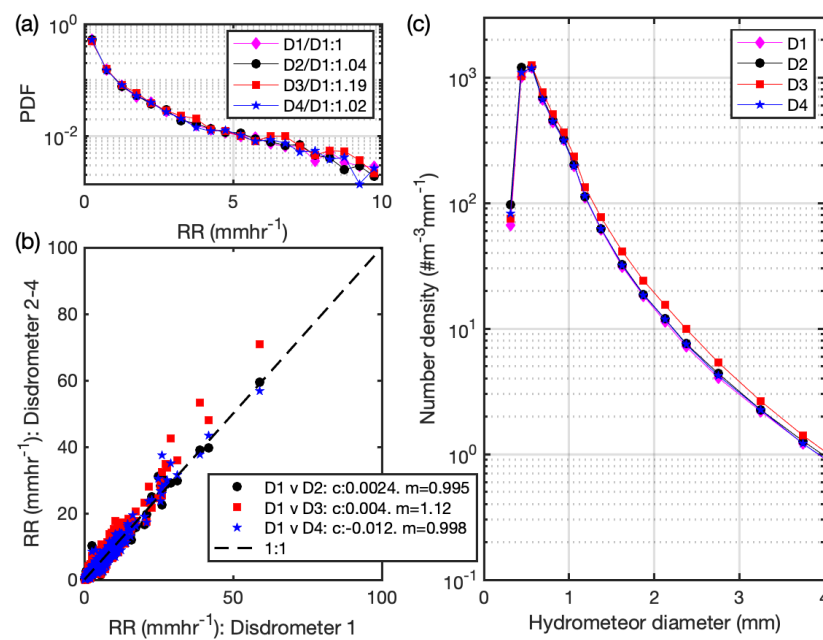 (a)
10^0
10^-2
PDF
0
5
10
RR (mmhr^-1)
D1/D1:1
D2/D1:1.04
D3/D1:1.19
D4/D1:1.02
(b)
100
80
60
40
20
0
RR (mmhr^-1): Disdrometer 2-4
0
50
100
RR (mmhr^-1): Disdrometer 1
D1 v D2: c:0.0024. m=0.995
D1 v D3: c:0.004. m=1.12
D1 v D4: c:-0.012. m=0.998
1:1
(c)
10^3
10^2
10^1
10^0
10^-1
Number density (#m^-3mm^-1)
0
1
2
3
4
Hydrometeor diameter (mm)
D1
D2
D3
D4